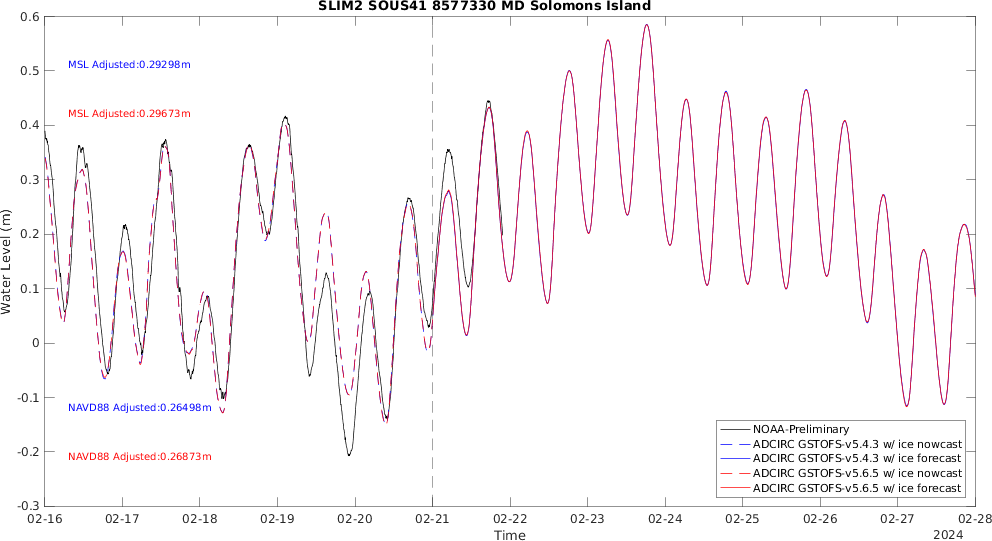 SLIM2 SOUS41 8577330 MD Solomons Island
0.6
0.5
0.4
0.3
0.2
0.1
0
-0.1
-0.2
-0.3
Water Level (m)
MSL Adjusted:0.29298m
MSL Adjusted:0.29673m
NAVD88 Adjusted:0.26498m
NAVD88 Adjusted:0.26873m
NOAA-Preliminary
ADCIRC GSTOFS-v5.4.3 w/ ice nowcast
ADCIRC GSTOFS-v5.4.3 w/ ice forecast
ADCIRC GSTOFS-v5.6.5 w/ ice nowcast
ADCIRC GSTOFS-v5.6.5 w/ ice forecast
02-16 02-17 02-18 02-19 02-20 02-21 02-22 02-23 02-24 02-25 02-26 02-27 02-28
Time
2024